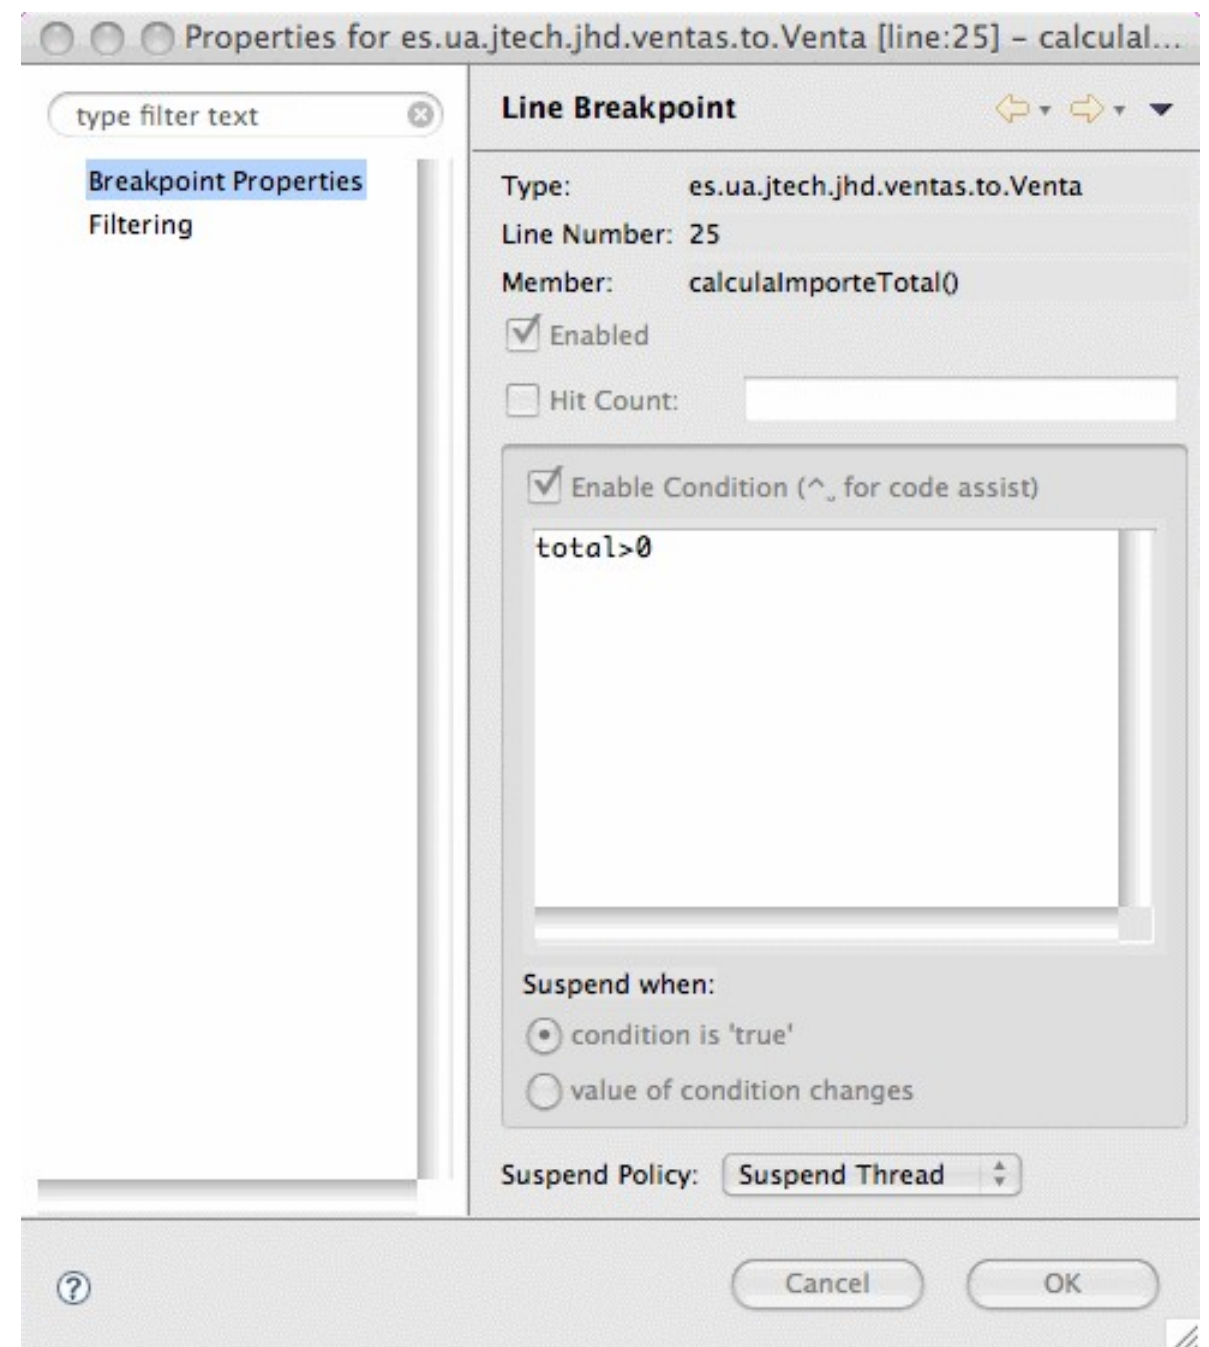 Properties for es.ua.jtech.jhd.ventas.to.Venta [line:25] – calculaI...
type filter text
Breakpoint Properties
Filtering
Line Breakpoint
Type: es.ua.jtech.jhd.ventas.to.Venta
Line Number: 25
Member: calculaImporteTotal()
Enabled
Hit Count:
Enable Condition (^␣ for code assist)
total>0
Suspend when:
condition is 'true'
value of condition changes
Suspend Policy: Suspend Thread
?
Cancel OK